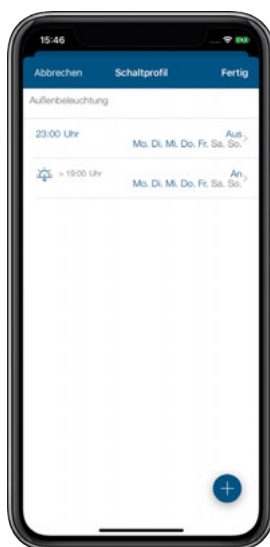 15:46
Abbrechen Schaltprofil Fertig
Außenbeleuchtung
23:00 Uhr Aus
Mo. Di. Mi. Do. Fr. Sa. So.
> 19:00 Uhr An
Mo. Di. Mi. Do. Fr. Sa. So.